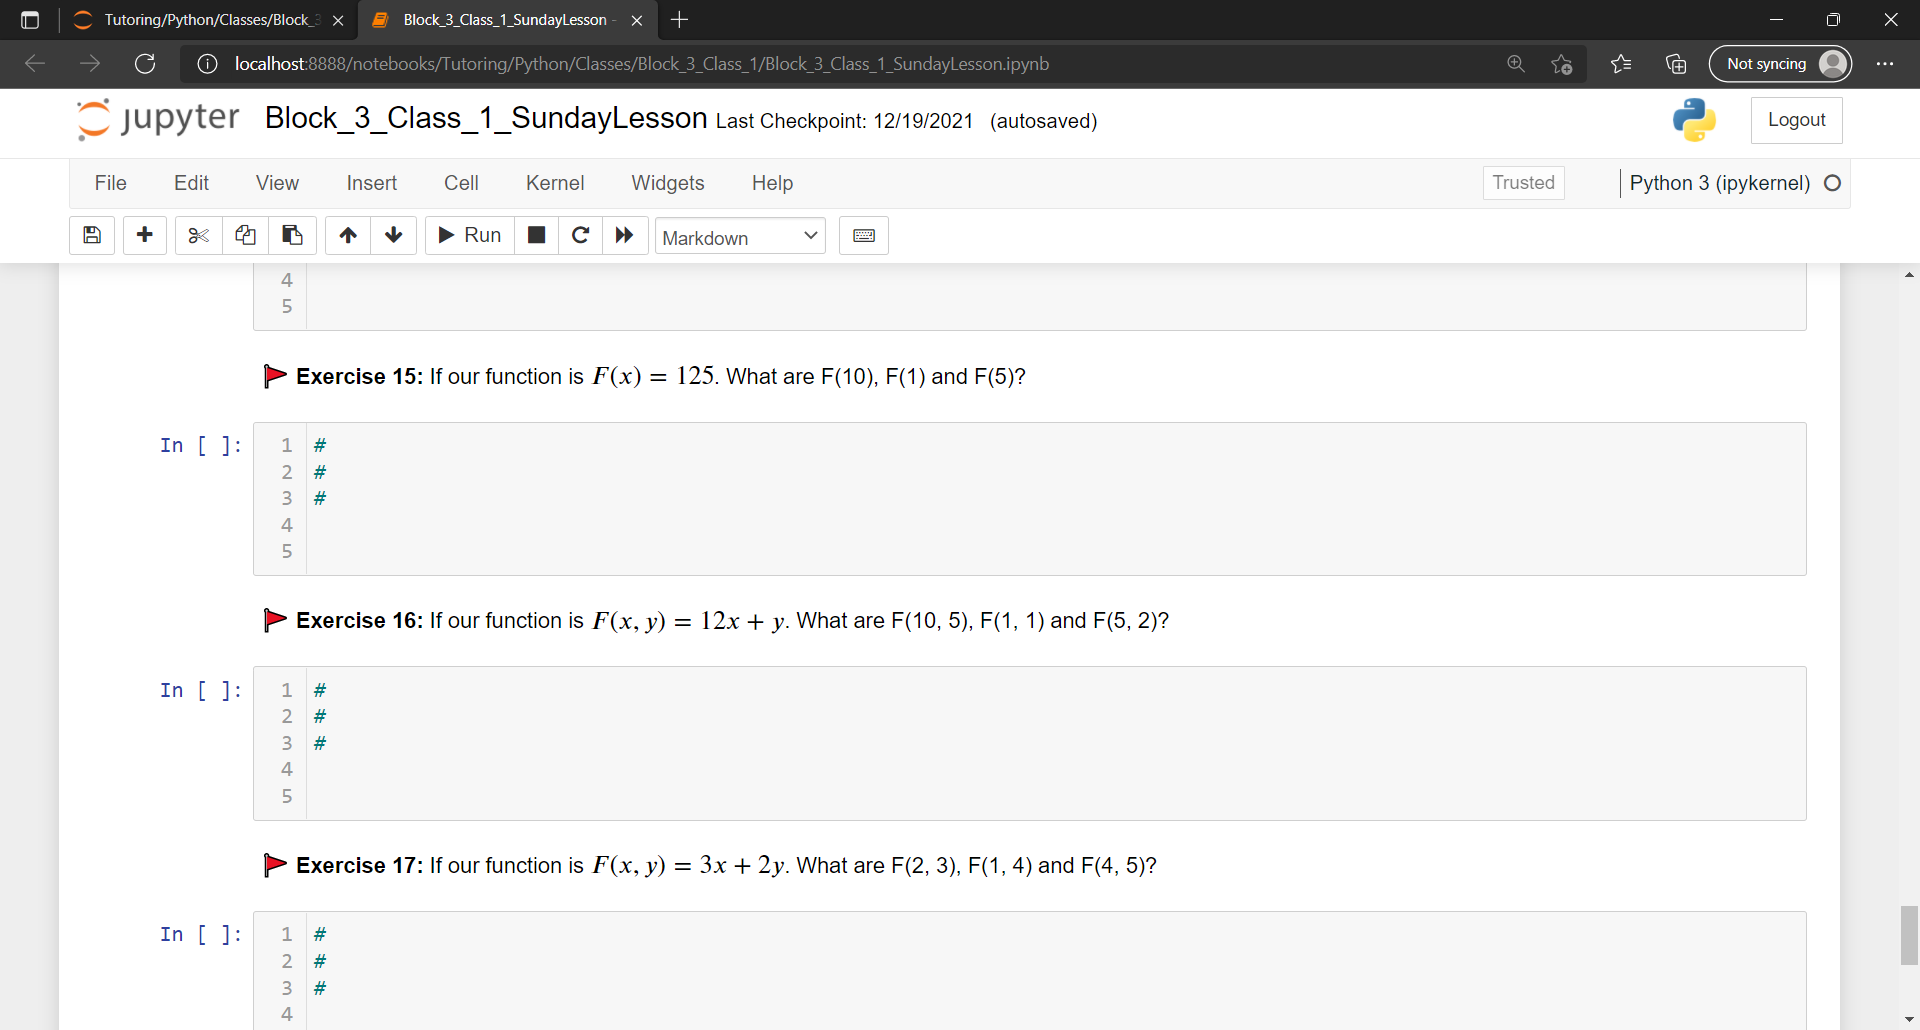 Tutoring/Python/Classes/Block_3
Block_3_Class_1_SundayLesson -
localhost:8888/notebooks/Tutoring/Python/Classes/Block_3_Class_1/Block_3_Class_1_SundayLesson.ipynb
Not syncing
jupyter Block_3_Class_1_SundayLesson Last Checkpoint: 12/19/2021 (autosaved)
Logout
File Edit View Insert Cell Kernel Widgets Help Trusted Python 3 (ipykernel)
Run Markdown
4
5
Exercise 15: If our function is F(x) = 125. What are F(10), F(1) and F(5)?
In [ ]: 1 #
2 #
3 #
4
5
Exercise 16: If our function is F(x, y) = 12x + y. What are F(10, 5), F(1, 1) and F(5, 2)?
In [ ]: 1 #
2 #
3 #
4
5
Exercise 17: If our function is F(x, y) = 3x + 2y. What are F(2, 3), F(1, 4) and F(4, 5)?
In [ ]: 1 #
2 #
3 #
4